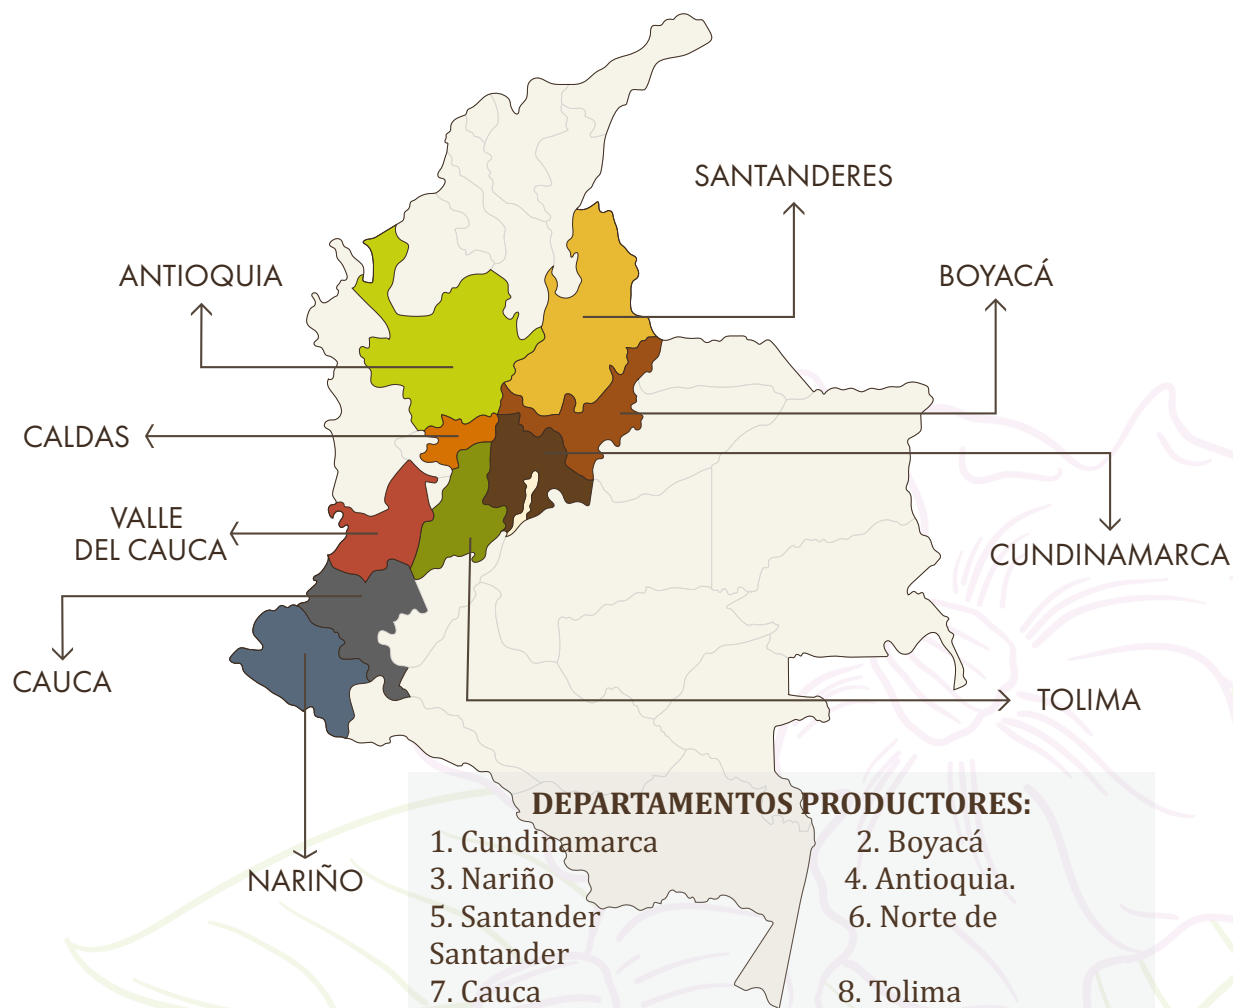 SANTANDERES
ANTIOQUIA
BOYACÁ
CALDAS
VALLE
DEL CAUCA
CUNDINAMARCA
CAUCA
TOLIMA
NARIÑO
DEPARTAMENTOS PRODUCTORES:
1. Cundinamarca 2. Boyacá
3. Nariño 4. Antioquia.
5. Santander 6. Norte de
Santander
7. Cauca 8. Tolima